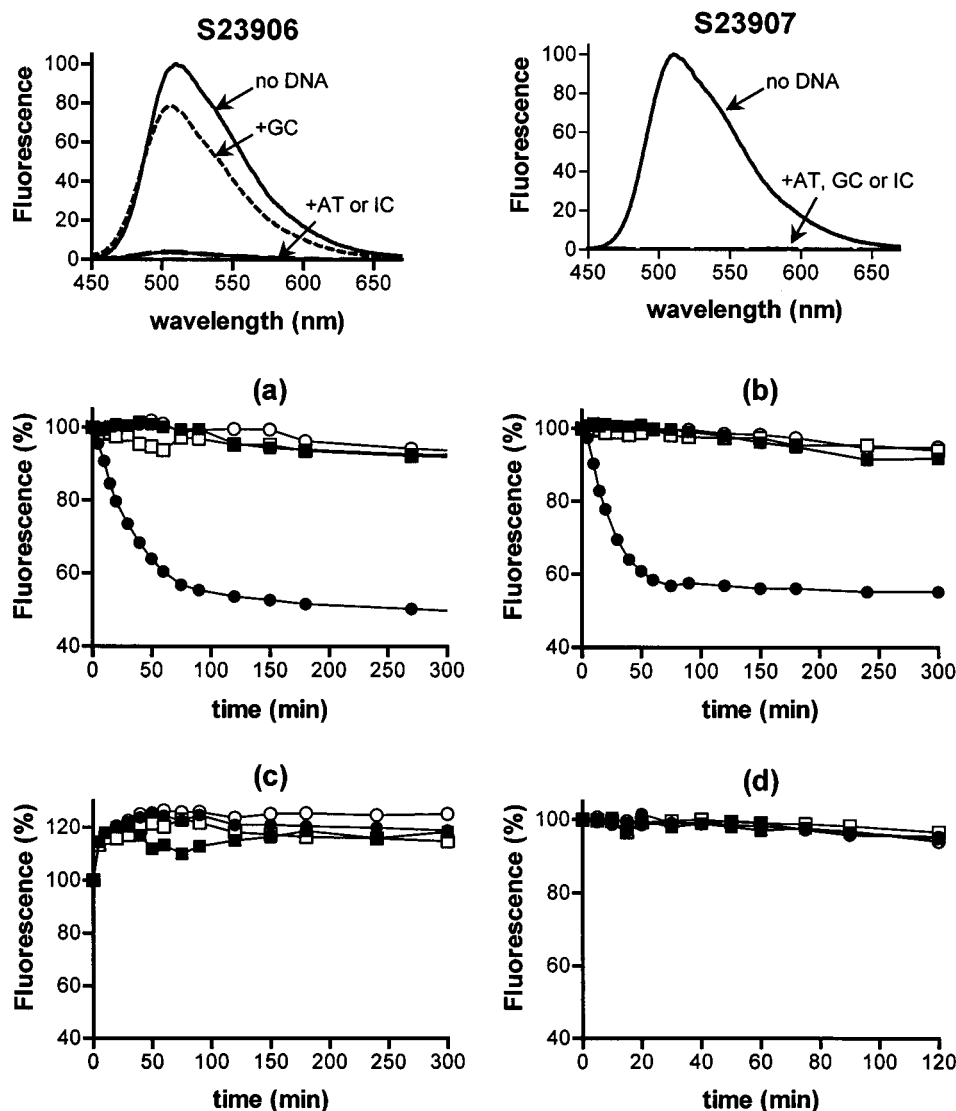 S23906
Fluorescence
100
80
60
40
20
0
no DNA
+GC
+AT or IC
450 500 550 600 650
wavelength (nm)
S23907
Fluorescence
100
80
60
40
20
0
no DNA
+AT, GC or IC
450 500 550 600 650
wavelength (nm)
(a)
Fluorescence (%)
100
80
60
40
0 50 100 150 200 250 300
time (min)
(b)
Fluorescence (%)
100
80
60
40
0 50 100 150 200 250 300
time (min)
(c)
Fluorescence (%)
120
100
80
60
40
0 50 100 150 200 250 300
time (min)
(d)
Fluorescence (%)
100
80
60
40
0 20 40 60 80 100 120
time (min)